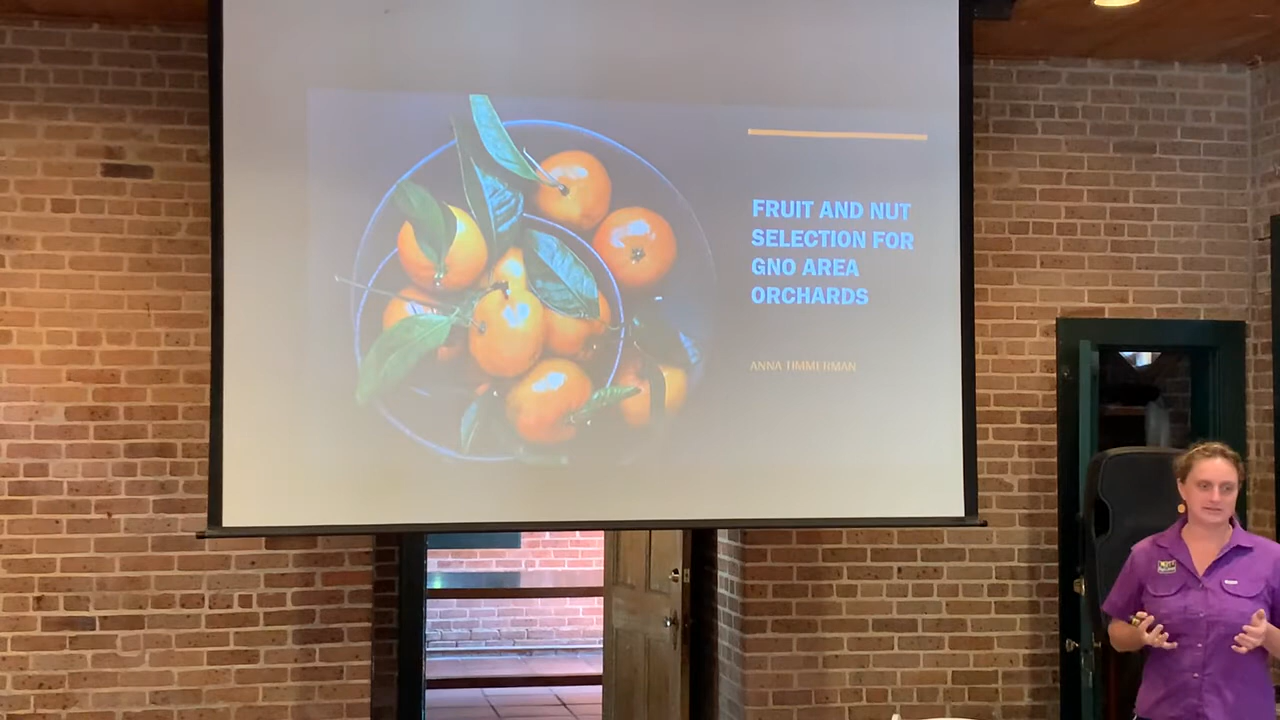 FRUIT AND NUT
SELECTION FOR
GNO AREA
ORCHARDS
ANNA TIMMERMAN